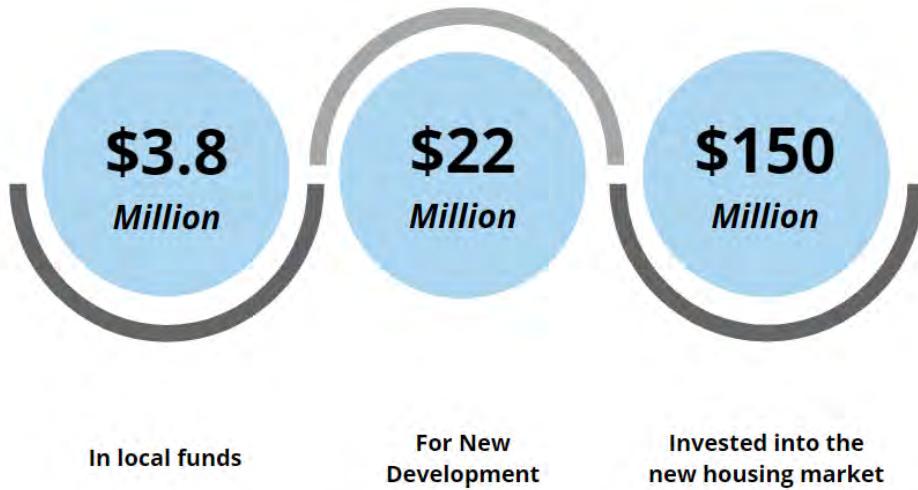 $3.8
Million
$22
Million
$150
Million
In local funds
For New
Development
Invested into the
new housing market